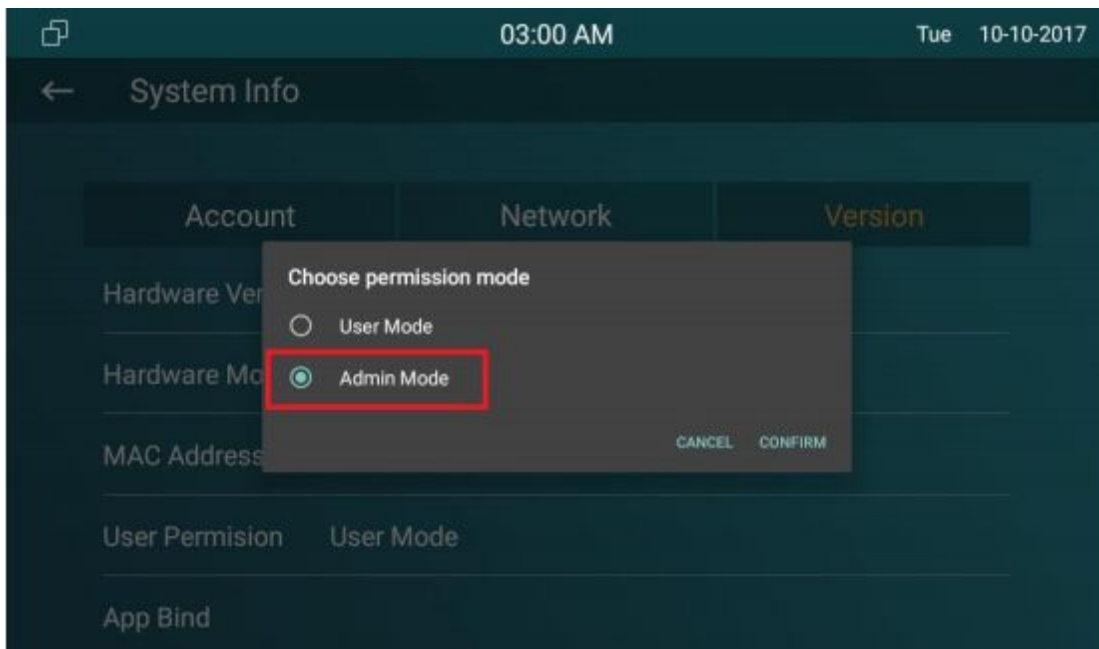 03:00 AM Tue 10-10-2017
System Info
Account Network Version
Choose permission mode
Hardware Ver
User Mode
Hardware Mo
Admin Mode
CANCEL CONFIRM
MAC Address
User Permision User Mode
App Bind